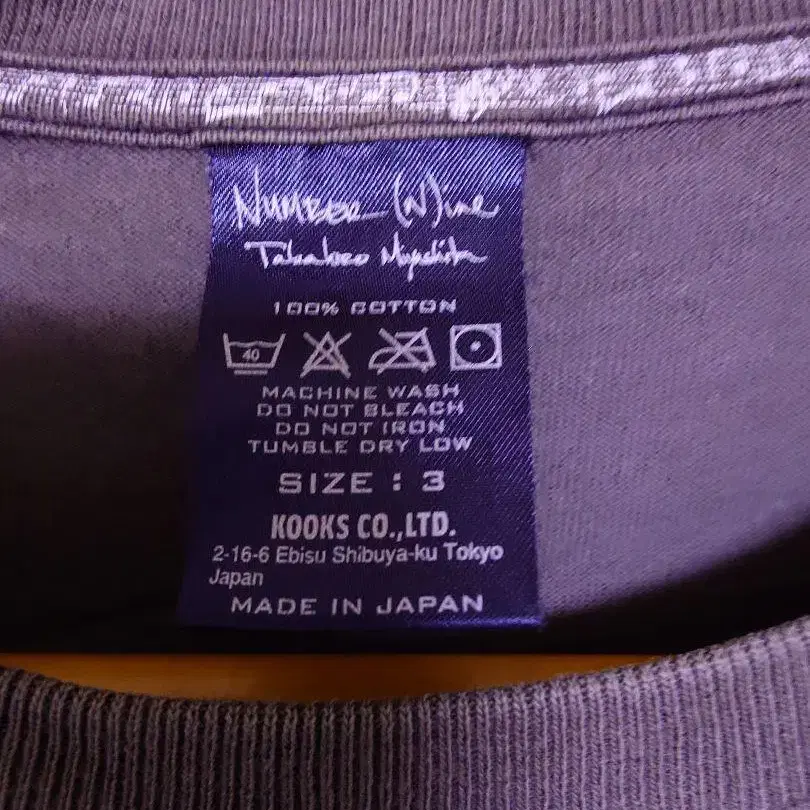 NUMBER (N)ine
Takahiro Miyashita
100% COTTON
40
MACHINE WASH
DO NOT BLEACH
DO NOT IRON
TUMBLE DRY LOW
SIZE : 3
KOOKS CO.,LTD.
2-16-6 Ebisu Shibuya-ku Tokyo
Japan
MADE IN JAPAN